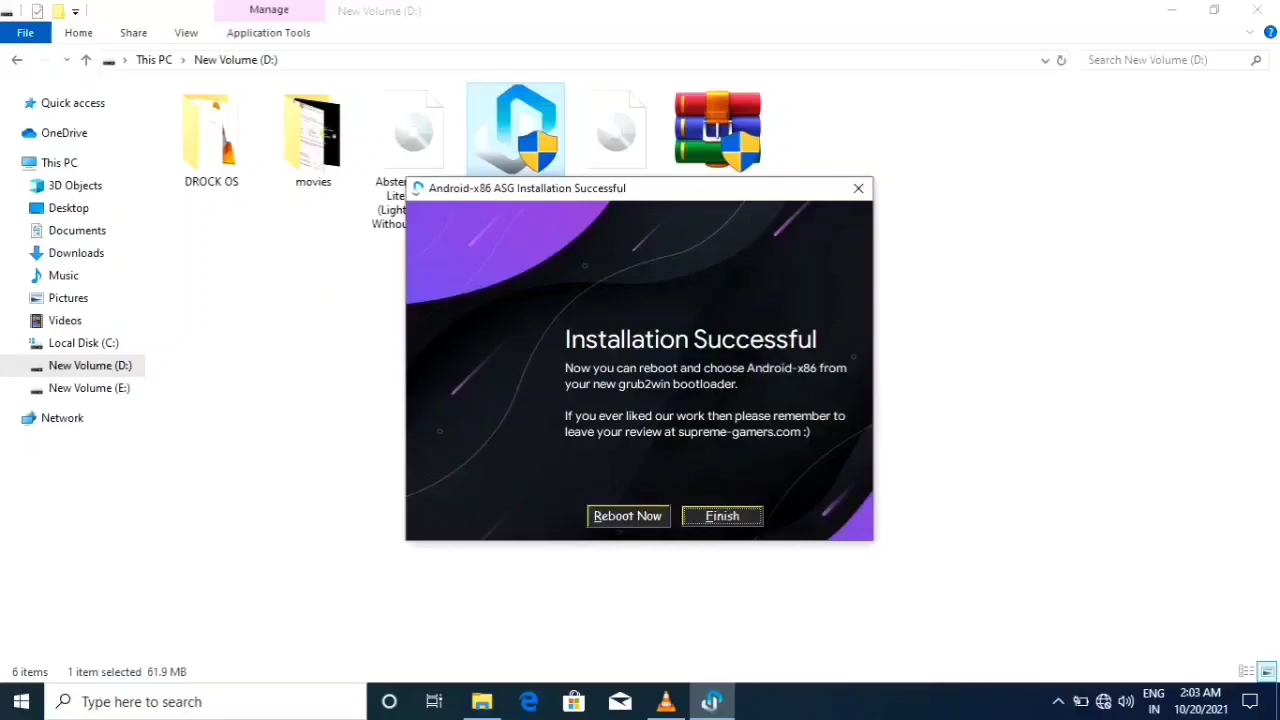 Manage
New Volume (D:)
File
Home
Share
View
Application Tools
This PC
New Volume (D:)
Search New Volume (D:)
Quick access
OneDrive
This PC
3D Objects
Desktop
Documents
Downloads
Music
Pictures
Videos
Local Disk (C:)
New Volume (D:)
New Volume (E:)
Network
DROCK OS
movies
Abster
Lite
(Light
Withou
Android-x86 ASG Installation Successful
Installation Successful
Now you can reboot and choose Android-x86 from
your new grub2win bootloader.
If you ever liked our work then please remember to
leave your review at supreme-gamers.com :)
Reboot Now
Finish
6 items
1 item selected 61.9 MB
Type here to search
ENG
IN
2:03 AM
10/20/2021